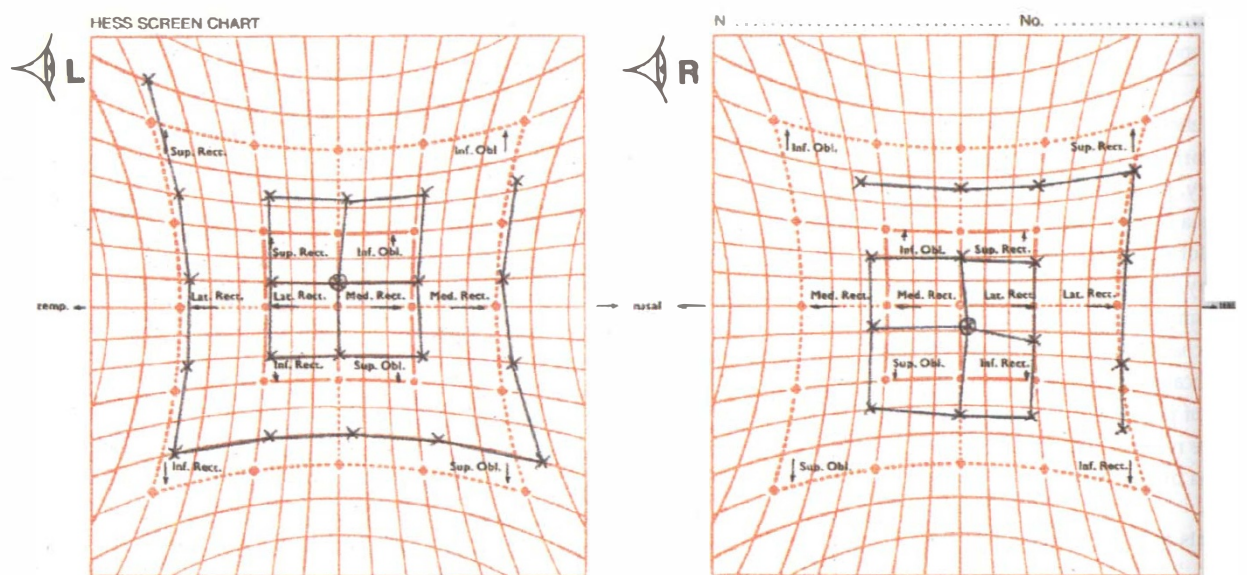 HESS SCREEN CHART
N No.
L
R
Sup. Rect. Inf. Obl
Inf. Obl. Sup. Rect.
Sup. Rect. Inf. Obl.
Inf. Obl. Sup. Rect.
Lat. Rect. Lat. Rect. Med. Rect. Med. Rect.
Med. Rect. Med. Rect. Lat. Rect. Lat. Rect.
temp. nasal
Inf. Rect. Sup. Obl.
Sup. Obl. Inf. Rect.
Inf. Rect. Sup. Obl.
Sup. Obl. Inf. Rect.